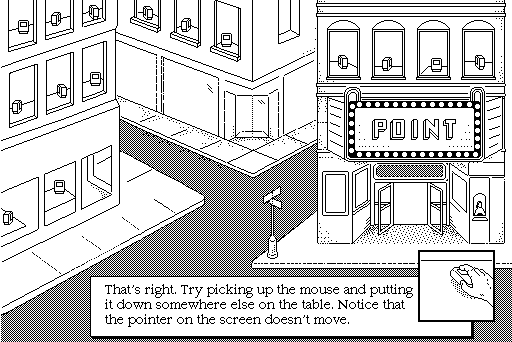 POINT
That's right. Try picking up the mouse and putting
it down somewhere else on the table. Notice that
the pointer on the screen doesn't move.